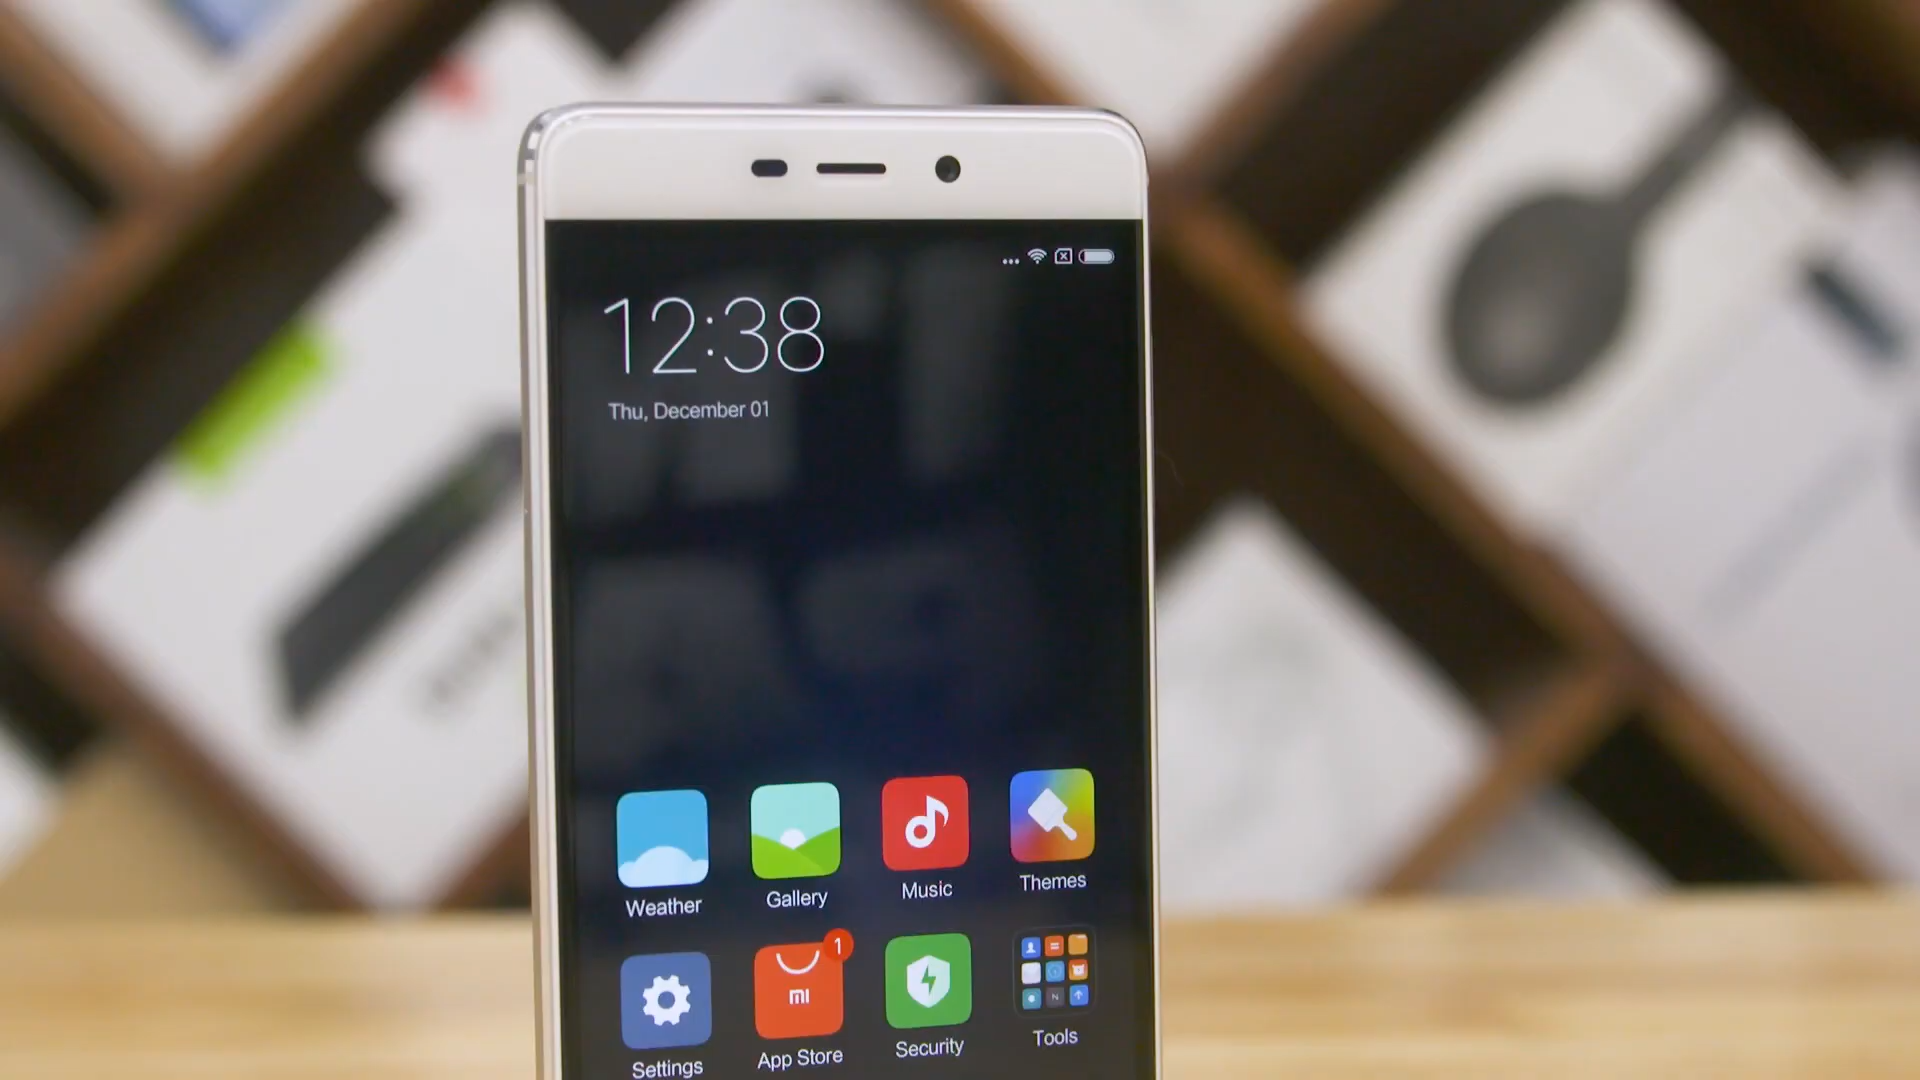 12:38
Thu, December 01
Weather
Gallery
Music
Themes
1
mi
Settings
App Store
Security
Tools